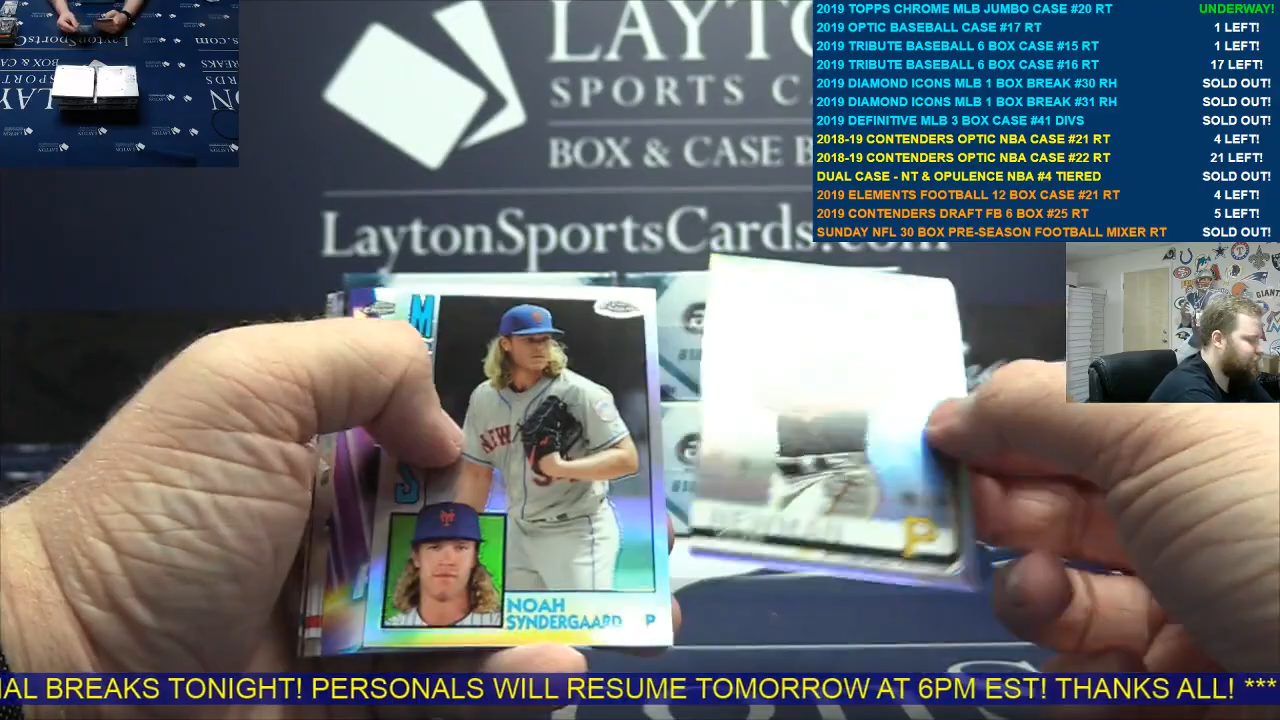 LAYTO
SPORTS CA
BOX & CASE B
LaytonSportsCards.com
2019 TOPPS CHROME MLB JUMBO CASE #20 RT UNDERWAY!
2019 OPTIC BASEBALL CASE #17 RT 1 LEFT!
2019 TRIBUTE BASEBALL 6 BOX CASE #15 RT 1 LEFT!
2019 TRIBUTE BASEBALL 6 BOX CASE #16 RT 17 LEFT!
2019 DIAMOND ICONS MLB 1 BOX BREAK #30 RH SOLD OUT!
2019 DIAMOND ICONS MLB 1 BOX BREAK #31 RH SOLD OUT!
2019 DEFINITIVE MLB 3 BOX CASE #41 DIVS SOLD OUT!
2018-19 CONTENDERS OPTIC NBA CASE #21 RT 4 LEFT!
2018-19 CONTENDERS OPTIC NBA CASE #22 RT 21 LEFT!
DUAL CASE - NT & OPULENCE NBA #4 TIERED SOLD OUT!
2019 ELEMENTS FOOTBALL 12 BOX CASE #21 RT 4 LEFT!
2019 CONTENDERS DRAFT FB 6 BOX #25 RT 5 LEFT!
SUNDAY NFL 30 BOX PRE-SEASON FOOTBALL MIXER RT SOLD OUT!
M
S
NEW
NOAH
SYNDERGAARD P
NEWMAN
P
IAL BREAKS TONIGHT! PERSONALS WILL RESUME TOMORROW AT 6PM EST! THANKS ALL! ***